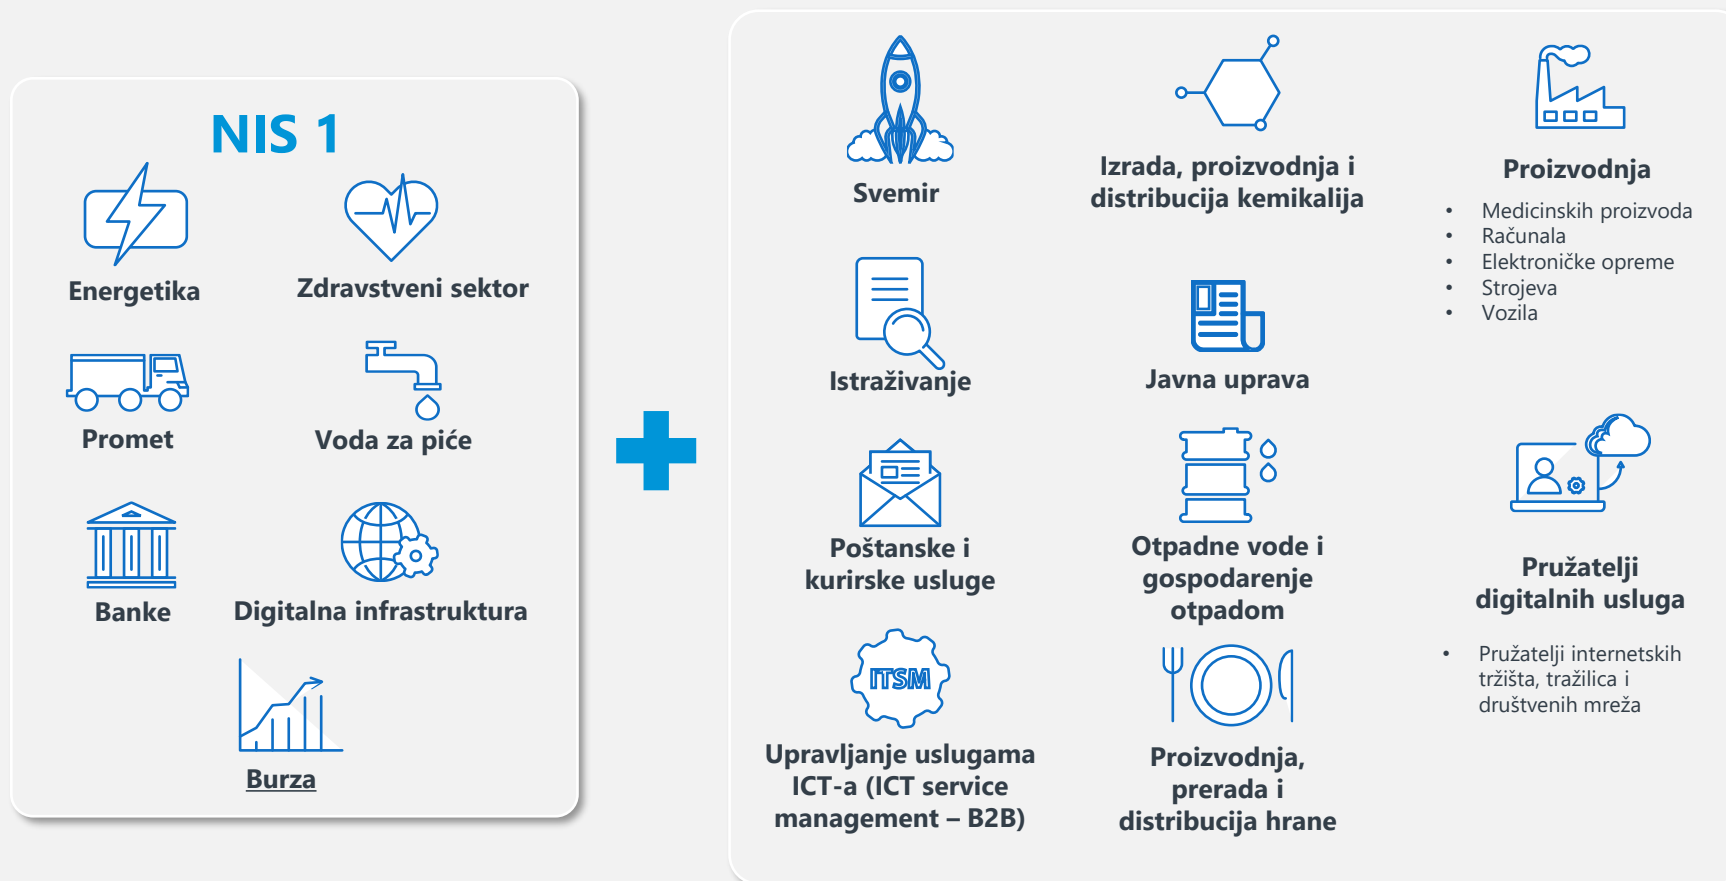 NIS 1
Energetika
Zdravstveni sektor
Promet
Voda za piće
Banke
Digitalna infrastruktura
Burza
Svemir
Izrada, proizvodnja i
distribucija kemikalija
Proizvodnja
• Medicinskih proizvoda
• Računala
• Elektroničke opreme
• Strojeva
• Vozila
Istraživanje
Javna uprava
Poštanske i
kurirske usluge
Otpadne vode i
gospodarenje
otpadom
Pružatelji
digitalnih usluga
• Pružatelji internetskih
tržišta, tražilica i
društvenih mreža
ITSM
Upravljanje uslugama
ICT-a (ICT service
management – B2B)
Proizvodnja,
prerada i
distribucija hrane